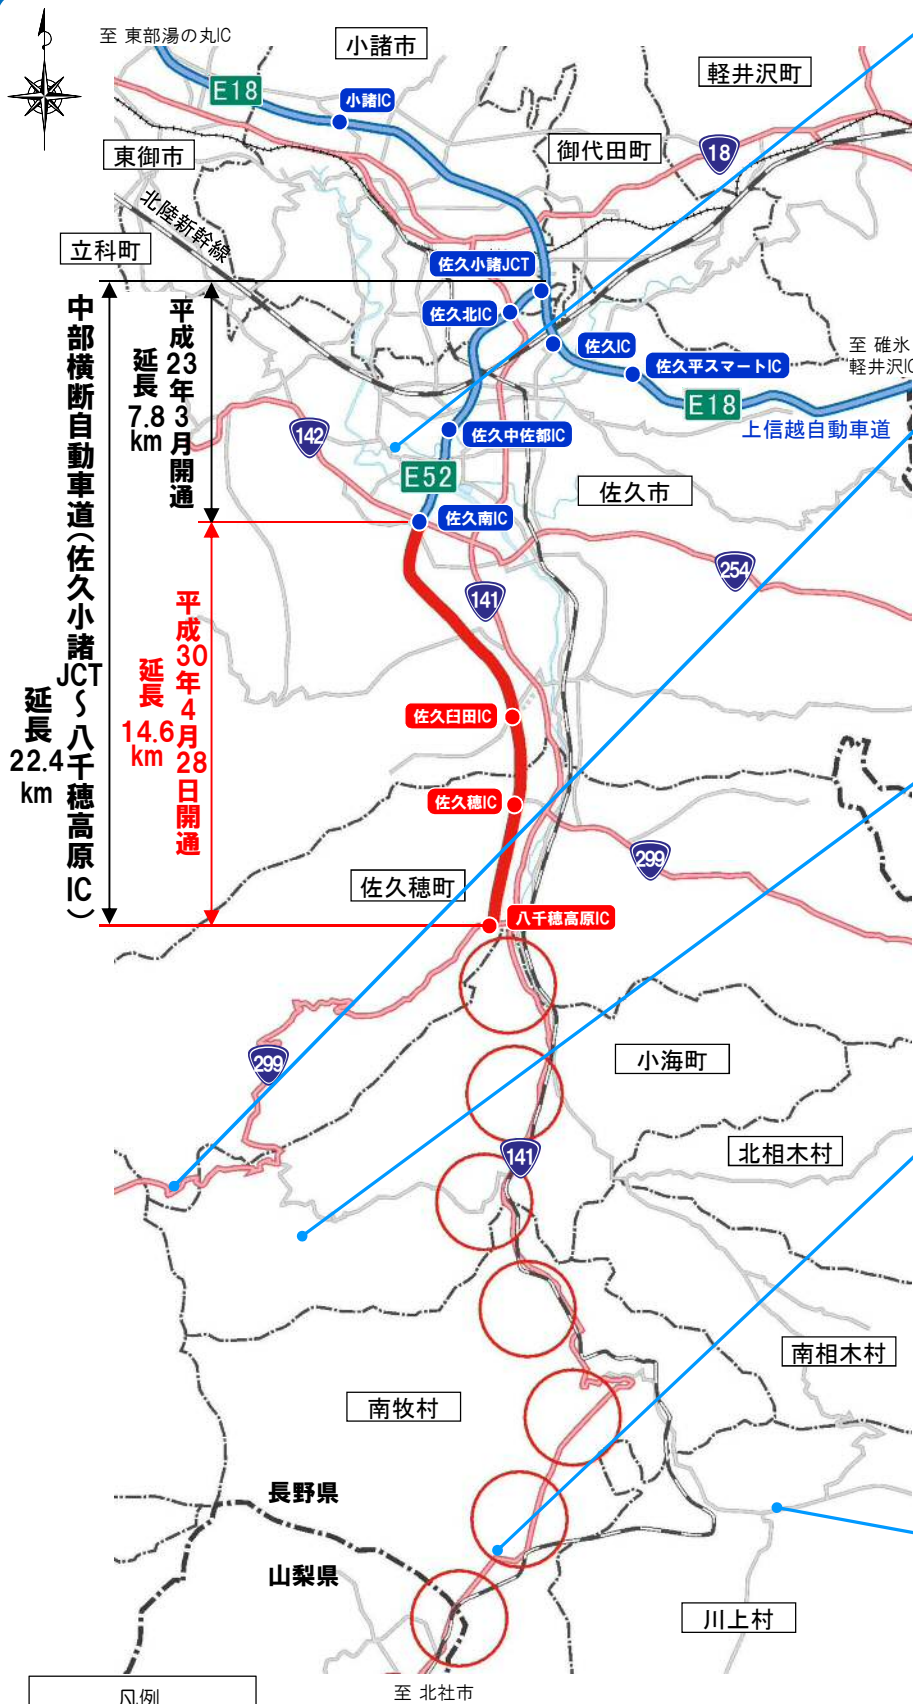 至 東部湯の丸IC
小諸市
軽井沢町
E18
小諸IC
東御市
御代田町
18
北陸新幹線
立科町
佐久小諸JCT
佐久北IC
佐久IC
至 碓氷
軽井沢IC
佐久平スマートIC
E18
上信越自動車道
中部横断自動車道(佐久小諸JCT～八千穂高原IC)
延長
22.4
km
平成23年3月開通
延長
7.8
km
142
佐久中佐都IC
E52
佐久市
佐久南IC
254
141
平成30年4月28日開通
延長
14.6
km
佐久臼田IC
佐久穂IC
299
佐久穂町
八千穂高原IC
小海町
299
141
北相木村
南相木村
南牧村
長野県
山梨県
川上村
凡例
至 北社市